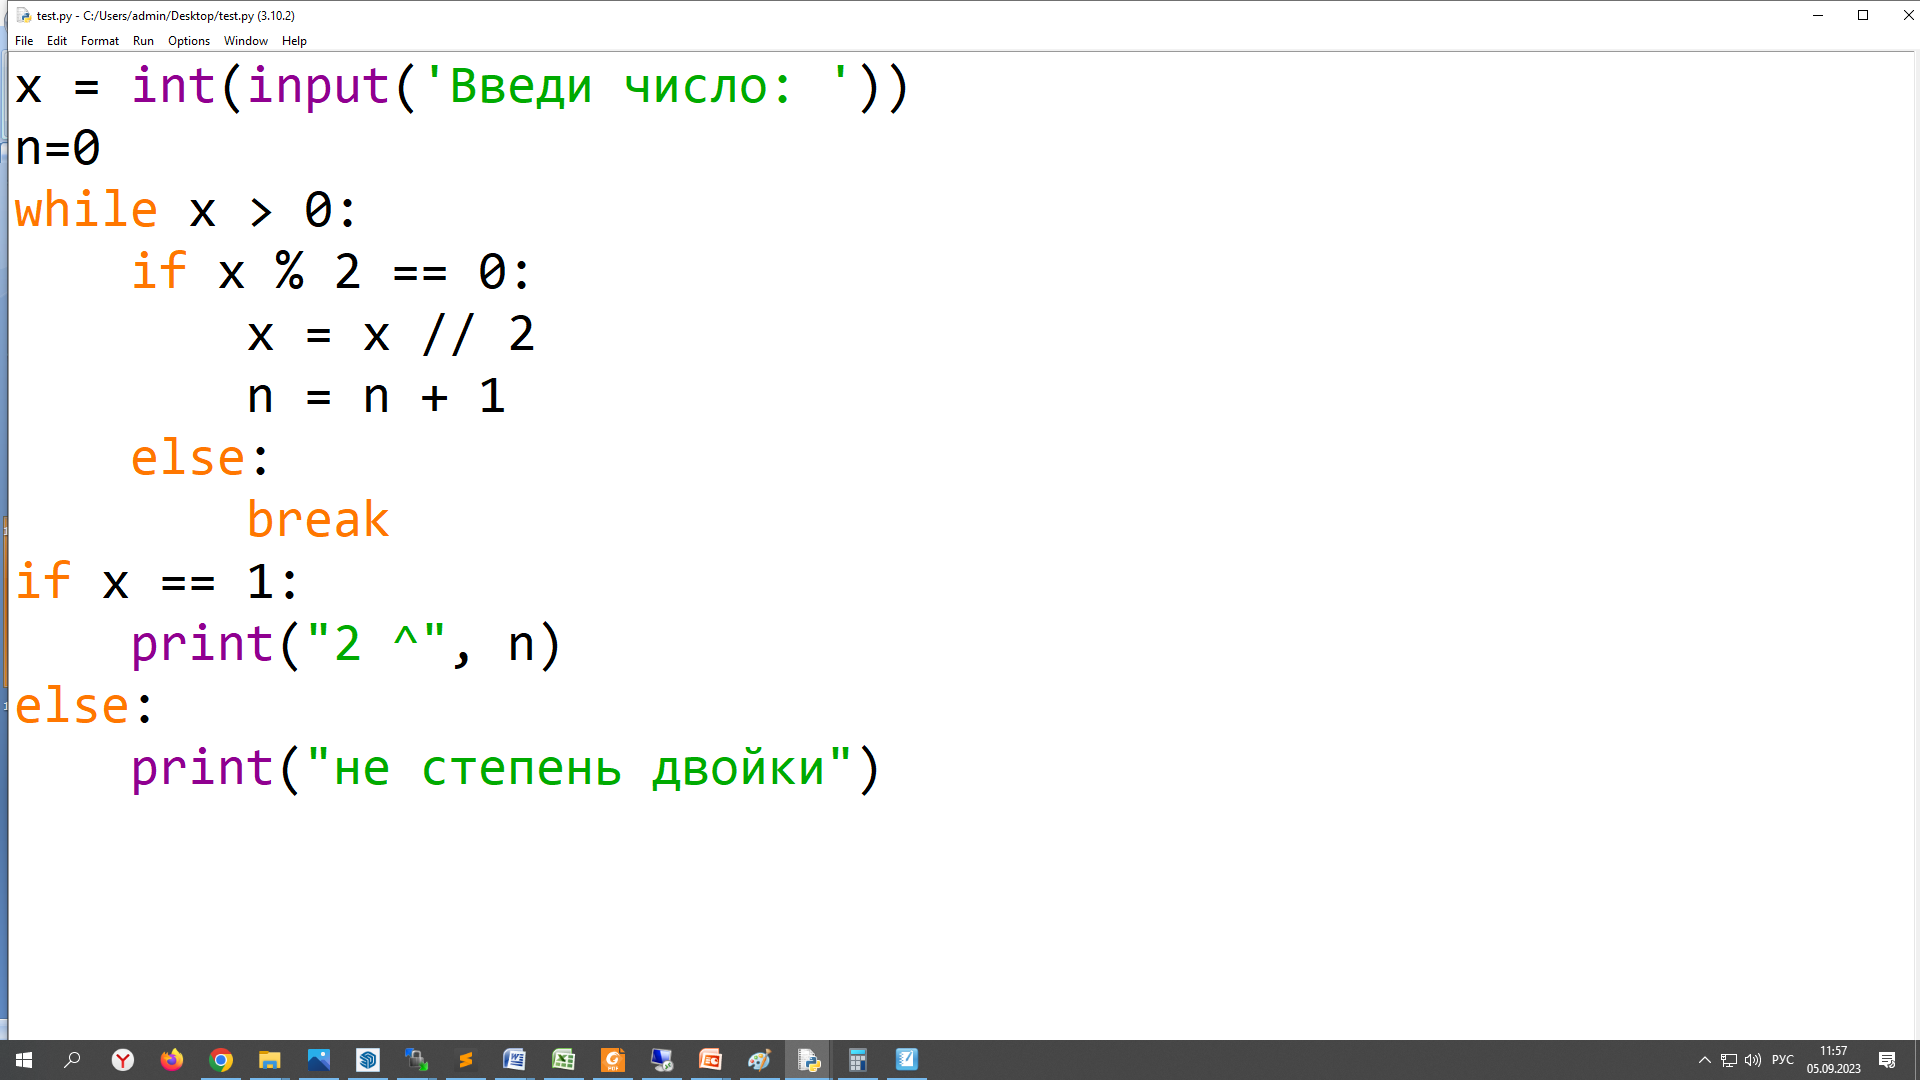 test.py - C:/Users/admin/Desktop/test.py (3.10.2)
File Edit Format Run Options Window Help
x = int(input('Введи число: '))
n=0
while x > 0:
    if x % 2 == 0:
        x = x // 2
        n = n + 1
    else:
        break
if x == 1:
    print("2 ^", n)
else:
    print("не степень двойки")
РУС
11:57
05.09.2023